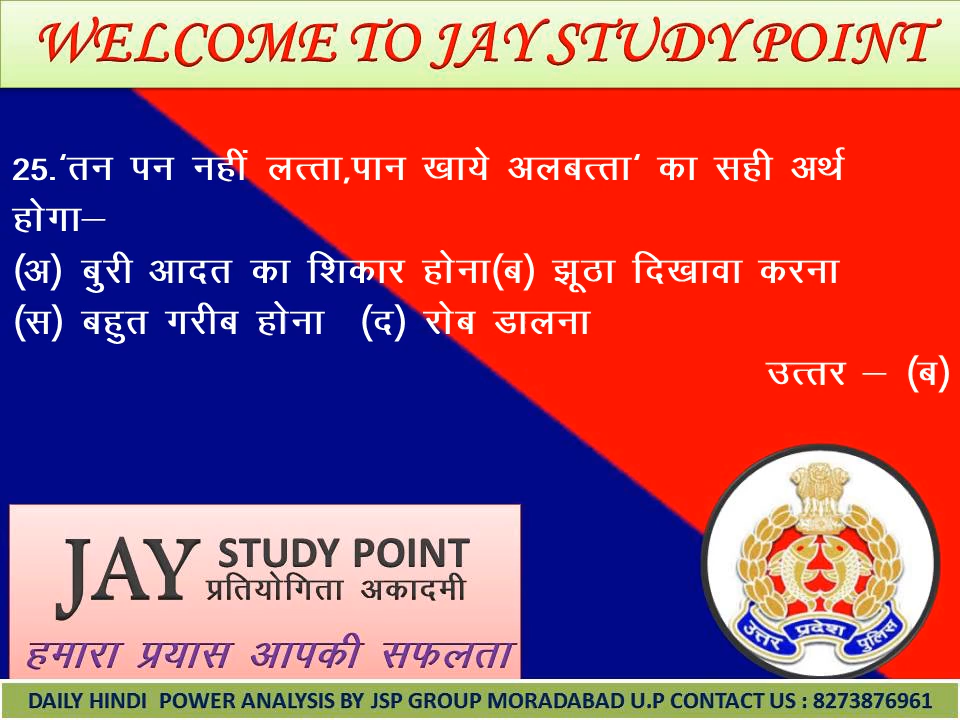 WELCOME TO JAY STUDY POINT
25.‘तन पन नहीं लत्ता,पान खाये अलबत्ता‘ का सही अर्थ
होगा–
(अ) बुरी आदत का शिकार होना(ब) झूठा दिखावा करना
(स) बहुत गरीब होना (द) रोब डालना
उत्तर – (ब)
JAY STUDY POINT
प्रतियोगिता अकादमी
हमारा प्रयास आपकी सफलता
उत्तर प्रदेश पुलिस
DAILY HINDI POWER ANALYSIS BY JSP GROUP MORADABAD U.P CONTACT US : 8273876961